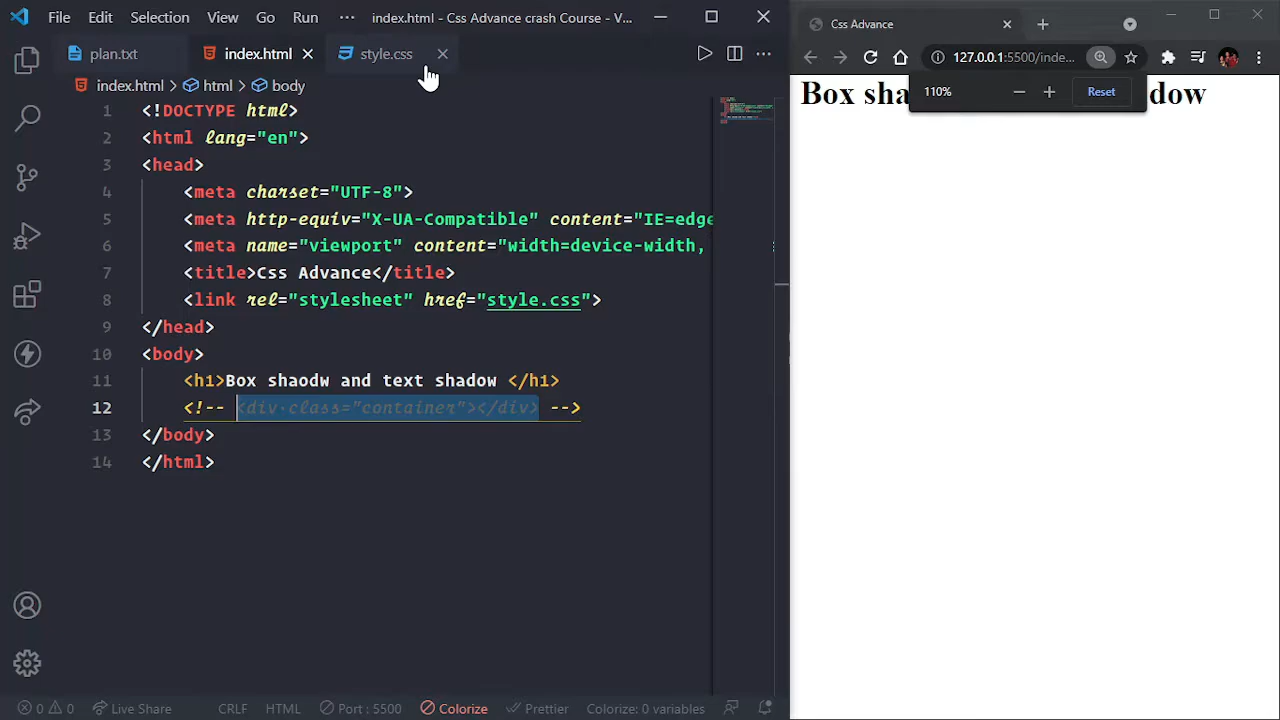 File Edit Selection View Go Run ··· index.html - Css Advance crash Course - V...
plan.txt index.html style.css
index.html > html > body
1 <!DOCTYPE html>
2 <html lang="en">
3 <head>
4 <meta charset="UTF-8">
5 <meta http-equiv="X-UA-Compatible" content="IE=edge
6 <meta name="viewport" content="width=device-width,
7 <title>Css Advance</title>
8 <link rel="stylesheet" href="style.css">
9 </head>
10 <body>
11 <h1>Box shaodw and text shadow </h1>
12 <!-- <div class="container"></div> -->
13 </body>
14 </html>
0 0 Live Share CRLF HTML Port : 5500 Colorize Prettier Colorize: 0 variables
Css Advance
127.0.0.1:5500/inde...
110% Reset
Box sha dow